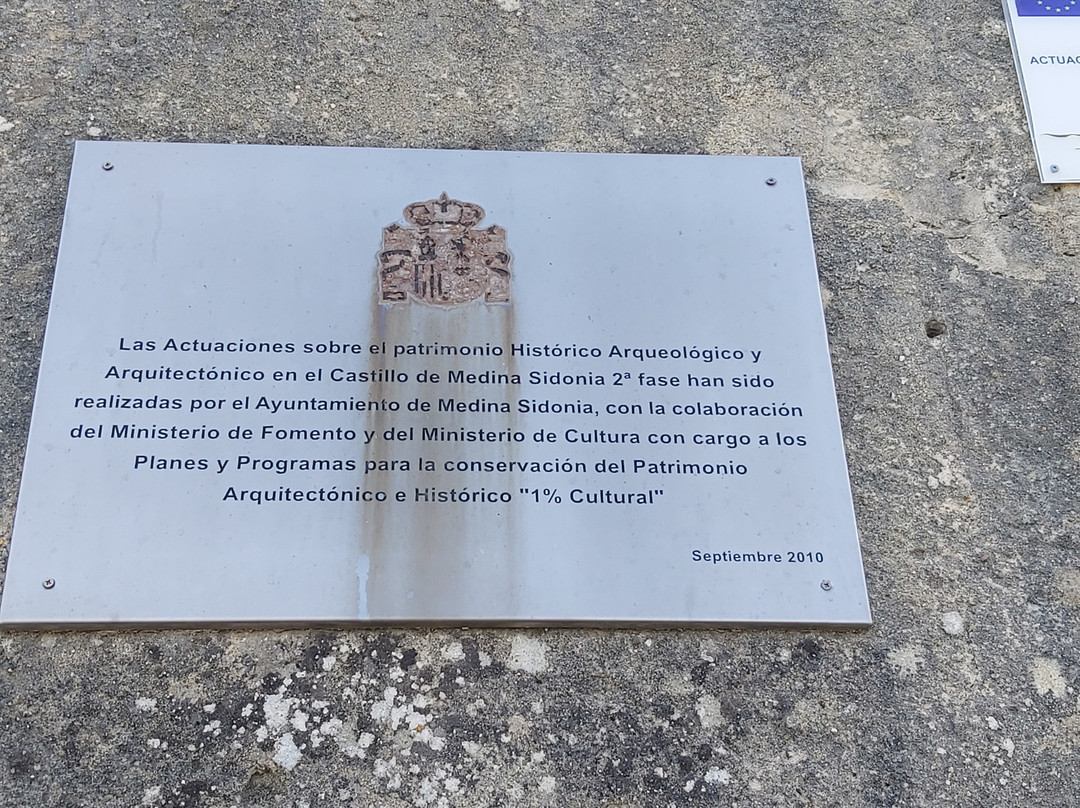 Las Actuaciones sobre el patrimonio Histórico Arqueológico y
Arquitectónico en el Castillo de Medina Sidonia 2ª fase han sido
realizadas por el Ayuntamiento de Medina Sidonia, con la colaboración
del Ministerio de Fomento y del Ministerio de Cultura con cargo a los
Planes y Programas para la conservación del Patrimonio
Arquitectónico e Histórico "1% Cultural"
Septiembre 2010